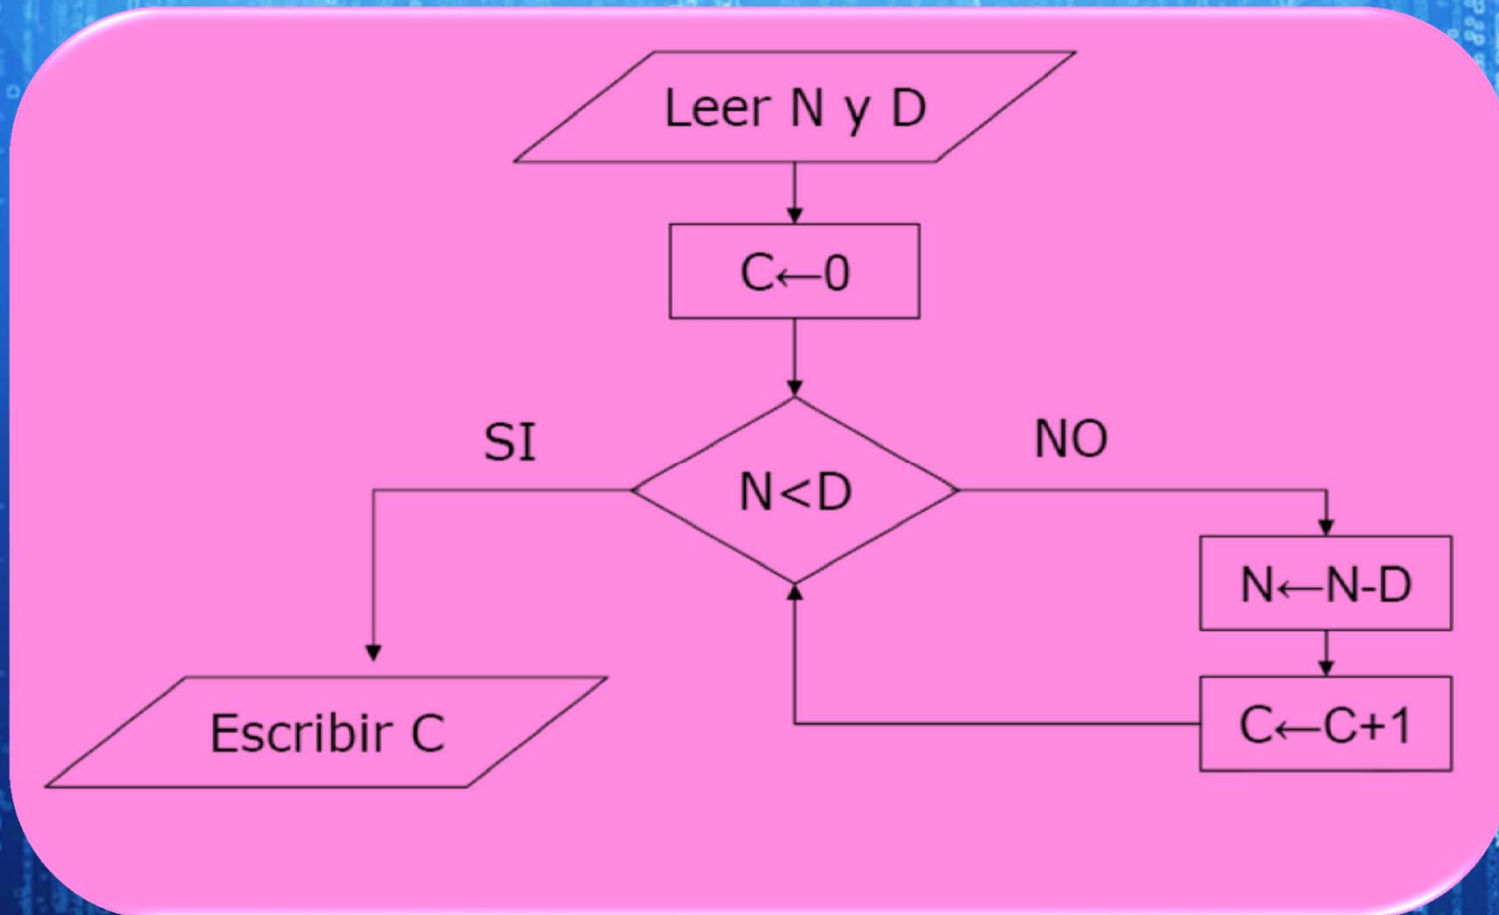 Leer N y D
C←0
SI
NO
N<D
N←N-D
C←C+1
Escribir C